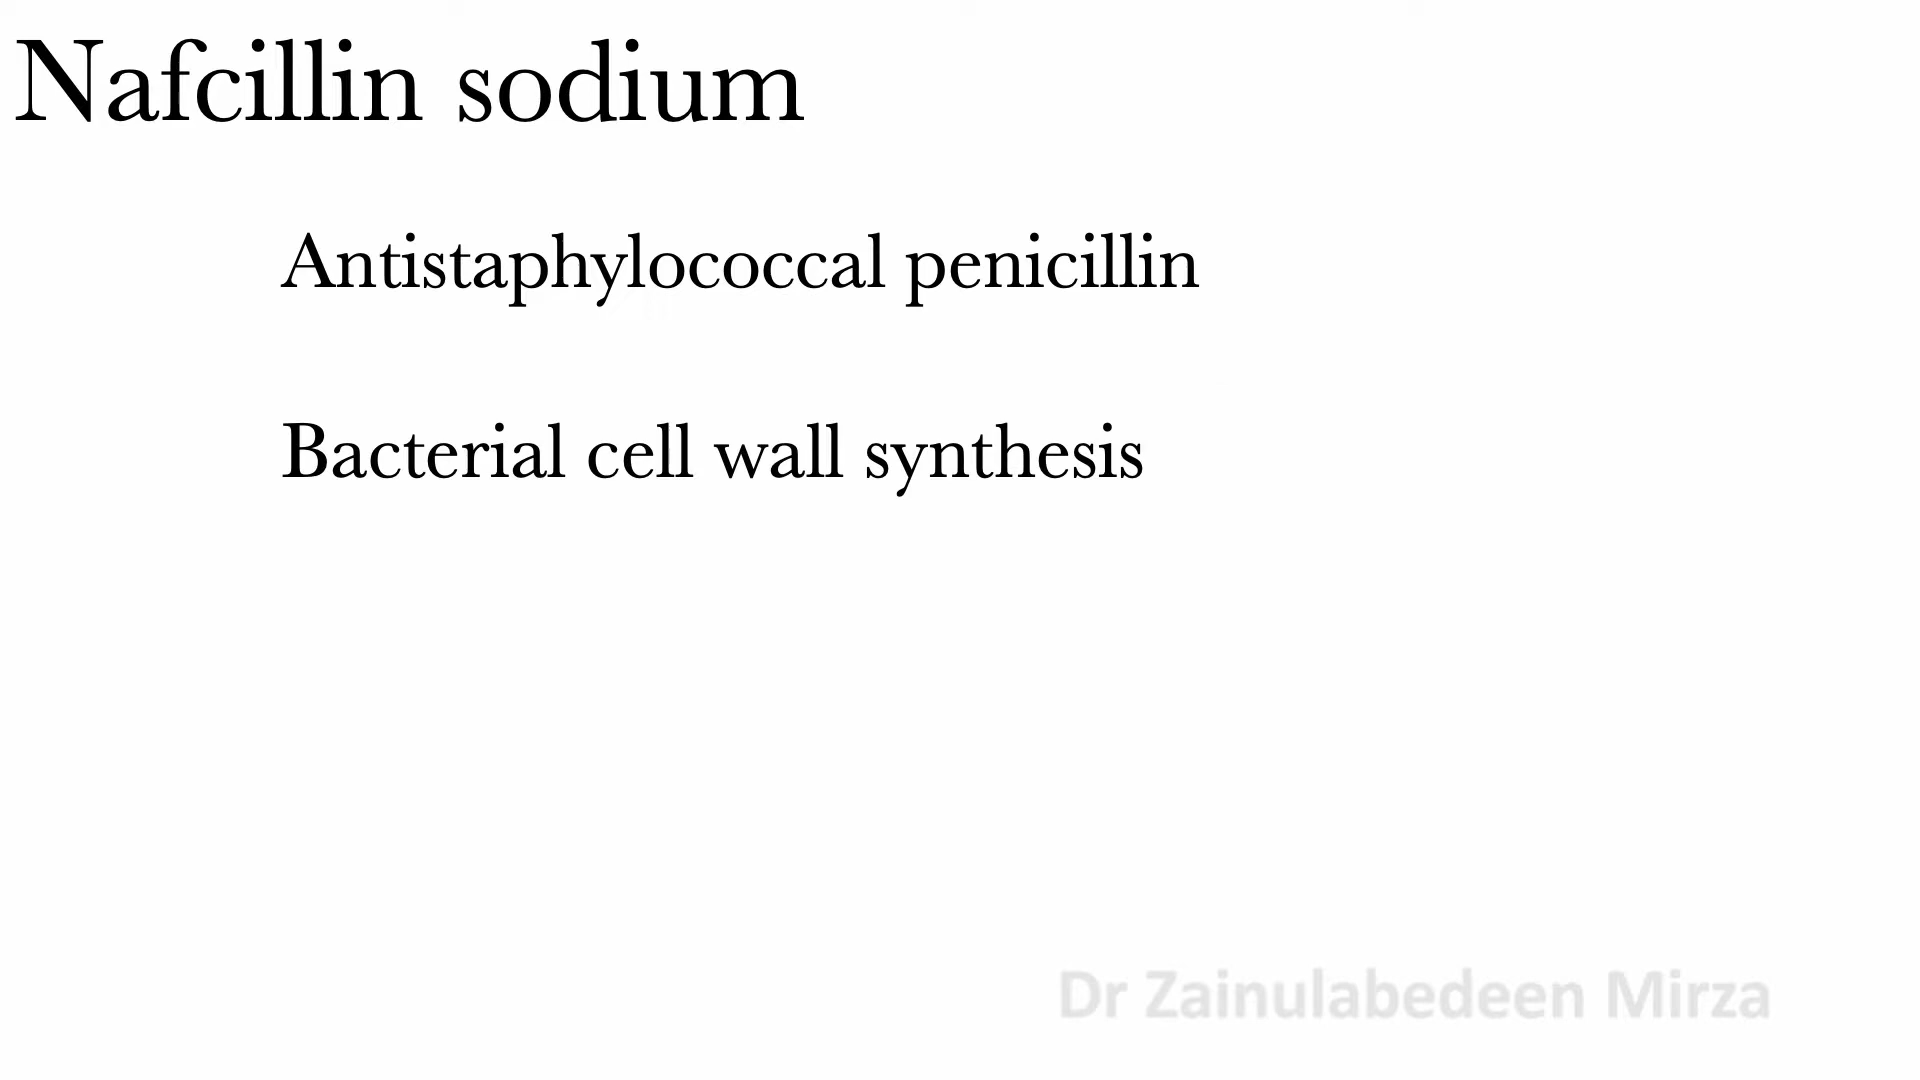 Nafcillin sodium
Antistaphylococcal penicillin
Bacterial cell wall synthesis
Dr Zainulabedeen Mirza